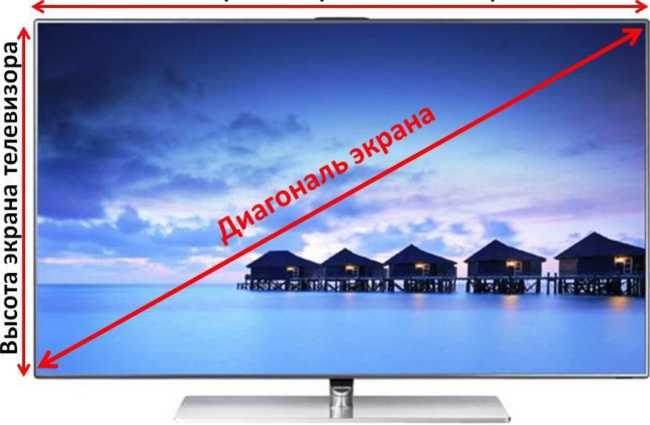 Высота экрана телевизора
Диагональ экрана